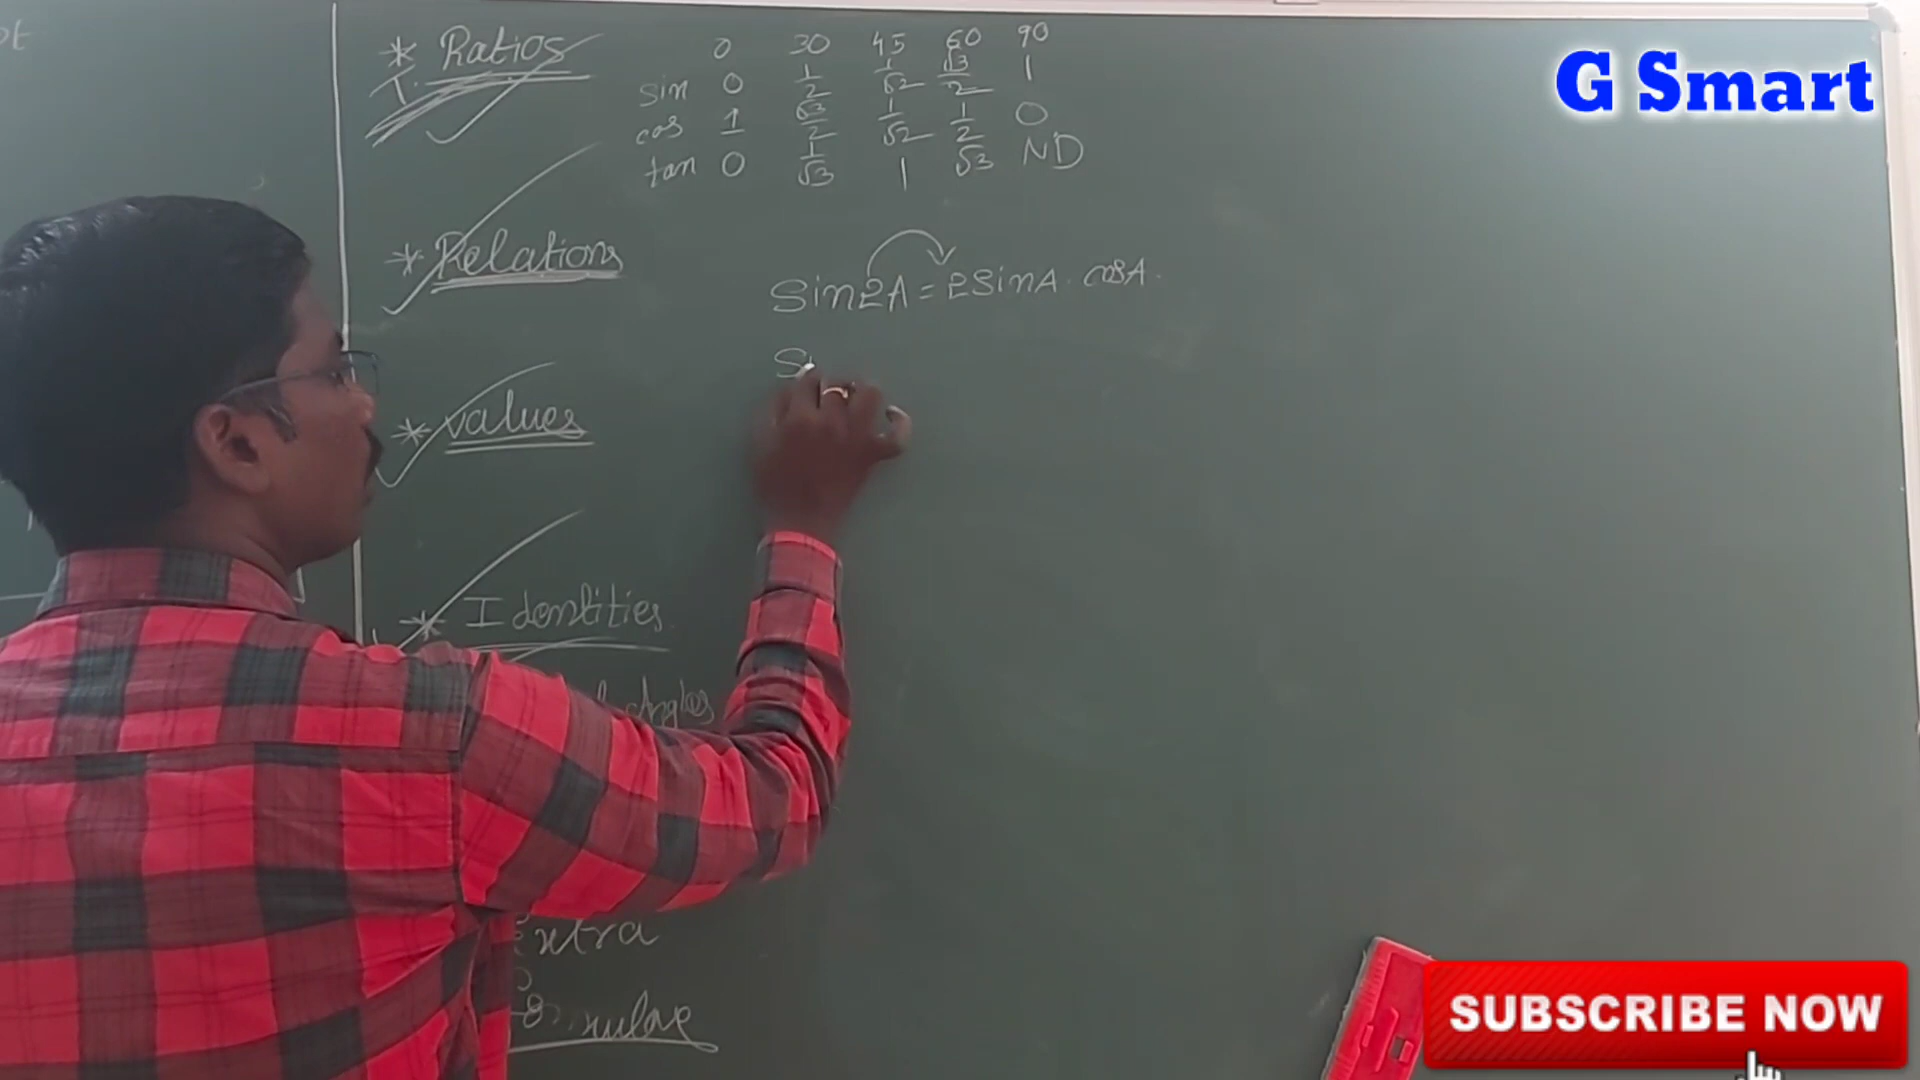 * Ratios
T.
0 30 45 60 90
sin 0 1/2 1/√2 √3/2 1
cos 1 √3/2 1/√2 1/2 0
tan 0 1/√3 1 √3 ND
* Relations
Sin2A = 2SinA . cosA.
S
* Values
* Identities
Angles
Extra
G Smart
SUBSCRIBE NOW